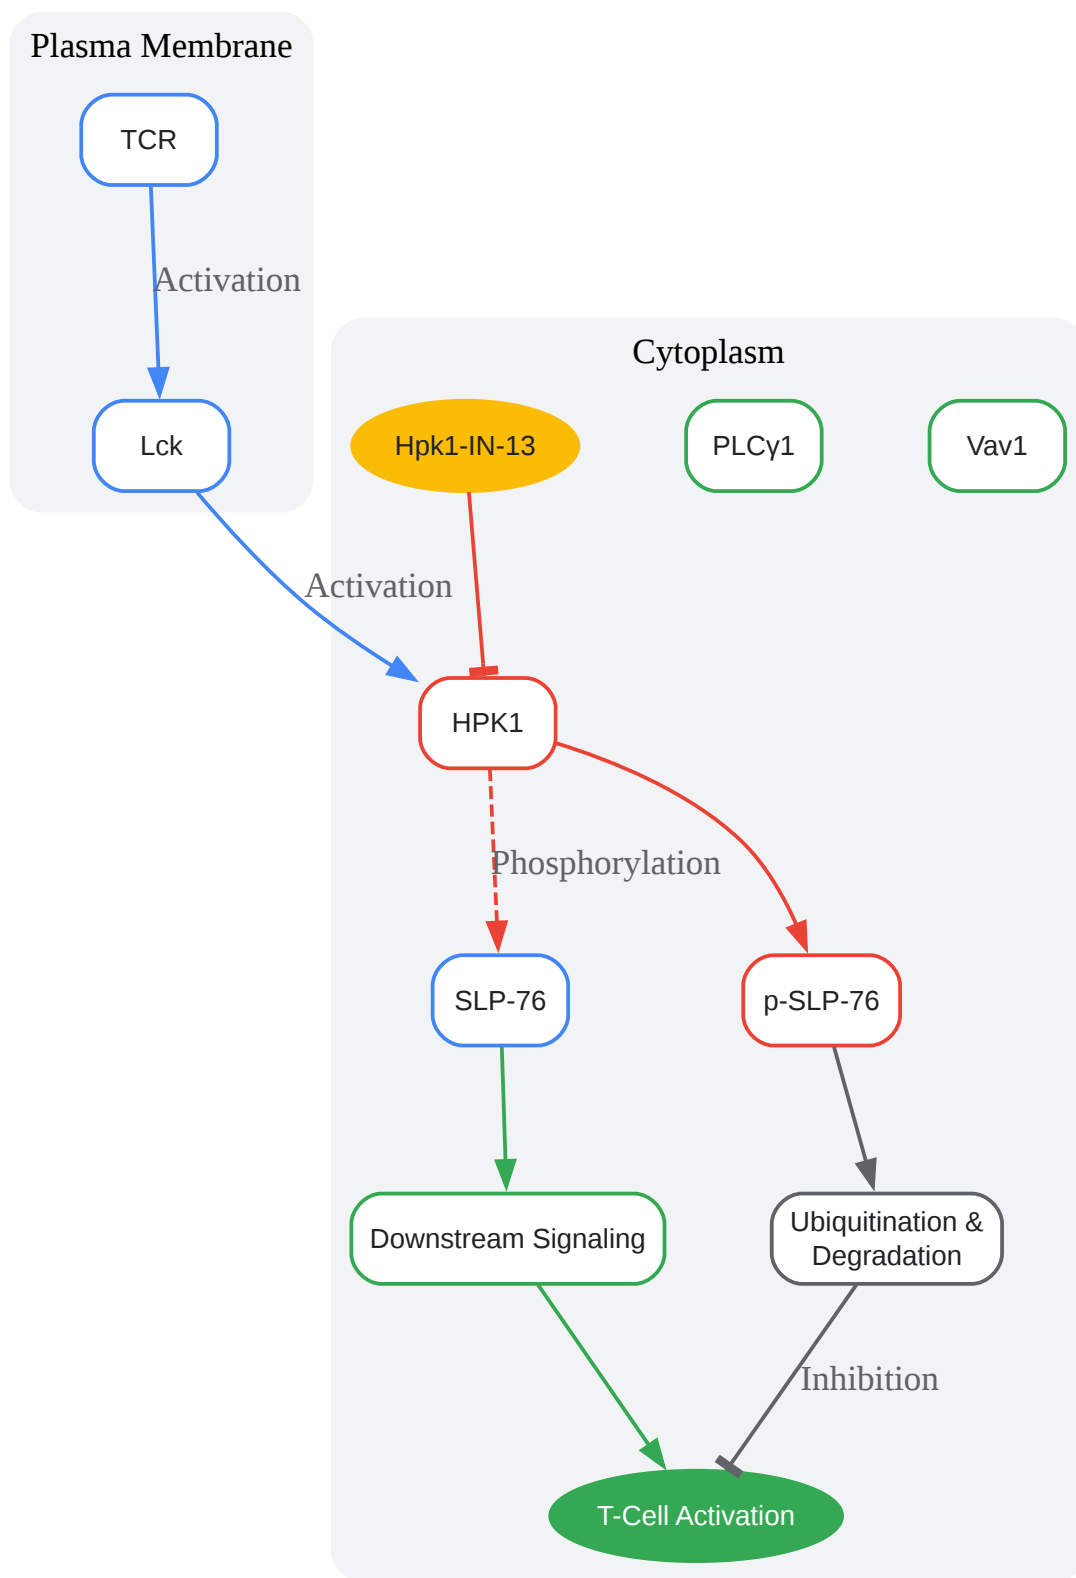 Plasma Membrane
TCR
Activation
Cytoplasm
Lck
Hpk1-IN-13
PLCγ1
Vav1
Activation
HPK1
Phosphorylation
SLP-76
p-SLP-76
Downstream Signaling
Ubiquitination &
Degradation
Inhibition
T-Cell Activation